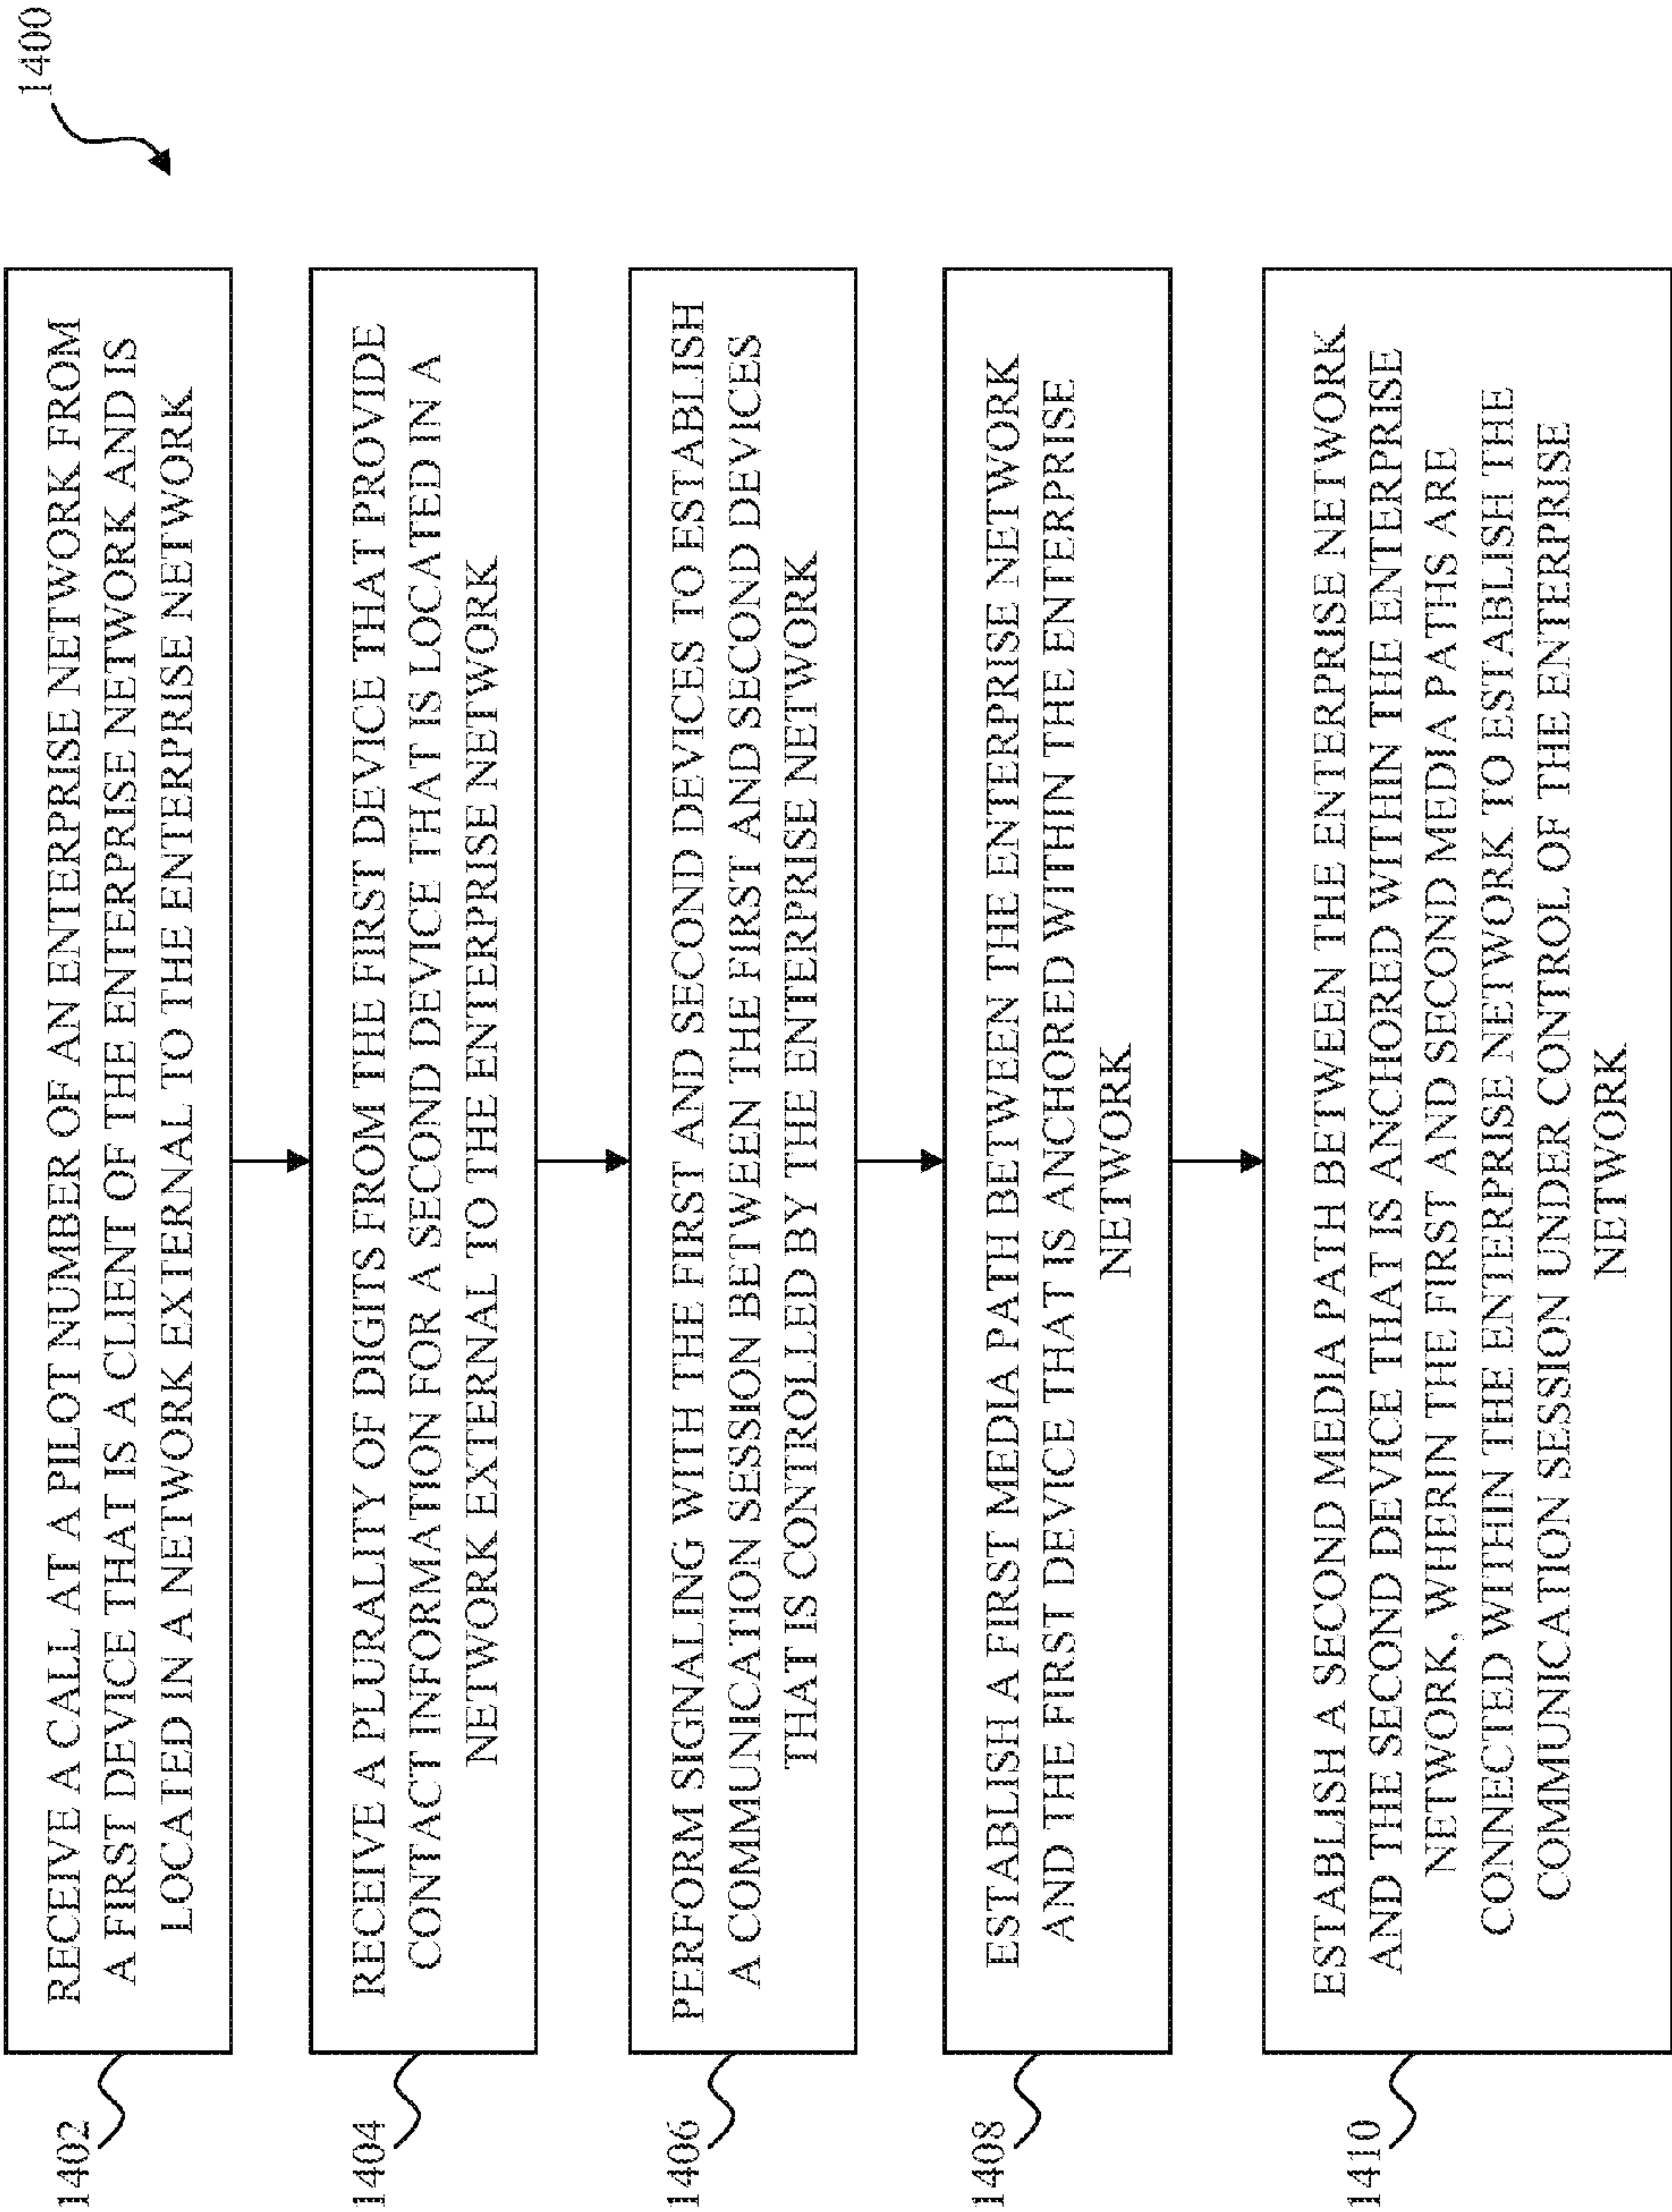 1400
1402
RECEIVE A CALL AT A PILOT NUMBER OF AN ENTERPRISE NETWORK FROM
A FIRST DEVICE THAT IS A CLIENT OF THE ENTERPRISE NETWORK AND IS
LOCATED IN A NETWORK EXTERNAL TO THE ENTERPRISE NETWORK
1404
RECEIVE A PLURALITY OF DIGITS FROM THE FIRST DEVICE THAT PROVIDE
CONTACT INFORMATION FOR A SECOND DEVICE THAT IS LOCATED IN A
NETWORK EXTERNAL TO THE ENTERPRISE NETWORK
1406
PERFORM SIGNALING WITH THE FIRST AND SECOND DEVICES TO ESTABLISH
A COMMUNICATION SESSION BETWEEN THE FIRST AND SECOND DEVICES
THAT IS CONTROLLED BY THE ENTERPRISE NETWORK
1408
ESTABLISH A FIRST MEDIA PATH BETWEEN THE ENTERPRISE NETWORK
AND THE FIRST DEVICE THAT IS ANCHORED WITHIN THE ENTERPRISE
NETWORK
1410
ESTABLISH A SECOND MEDIA PATH BETWEEN THE ENTERPRISE NETWORK
AND THE SECOND DEVICE THAT IS ANCHORED WITHIN THE ENTERPRISE
NETWORK, WHERIN THE FIRST AND SECOND MEDIA PATHS ARE
CONNECTED WITHIN THE ENTERPRISE NETWORK TO ESTABLISH THE
COMMUNICATION SESSION UNDER CONTROL OF THE ENTERPRISE
NETWORK